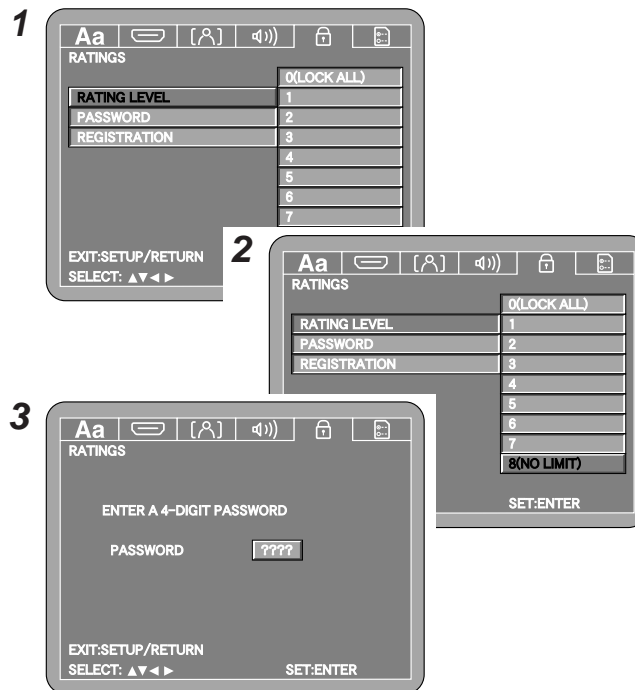 1
Aa
RATINGS
0(LOCK ALL)
RATING LEVEL 1
PASSWORD 2
REGISTRATION 3
4
5
6
7
EXIT:SETUP/RETURN
SELECT: ▲▼◄ ►
2
Aa
RATINGS
0(LOCK ALL)
RATING LEVEL 1
PASSWORD 2
REGISTRATION 3
4
5
6
7
8(NO LIMIT)
SET:ENTER
3
Aa
RATINGS
ENTER A 4-DIGIT PASSWORD
PASSWORD ????
EXIT:SETUP/RETURN
SELECT: ▲▼◄ ► SET:ENTER